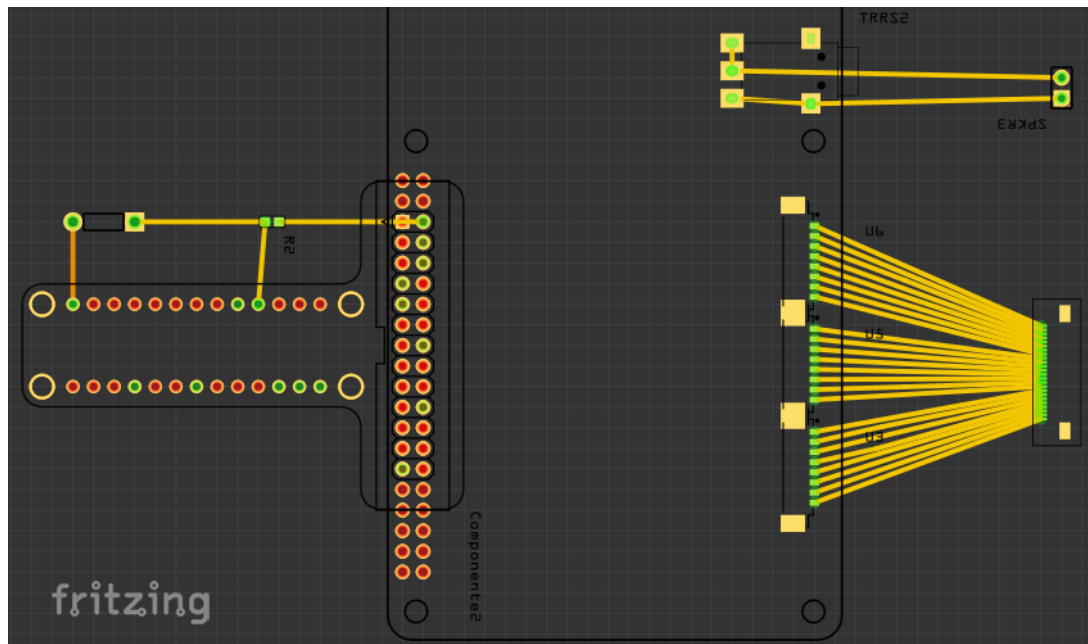 TRRS2
SPKR3
U6
R2
U5
U3
Componente2
fritzing